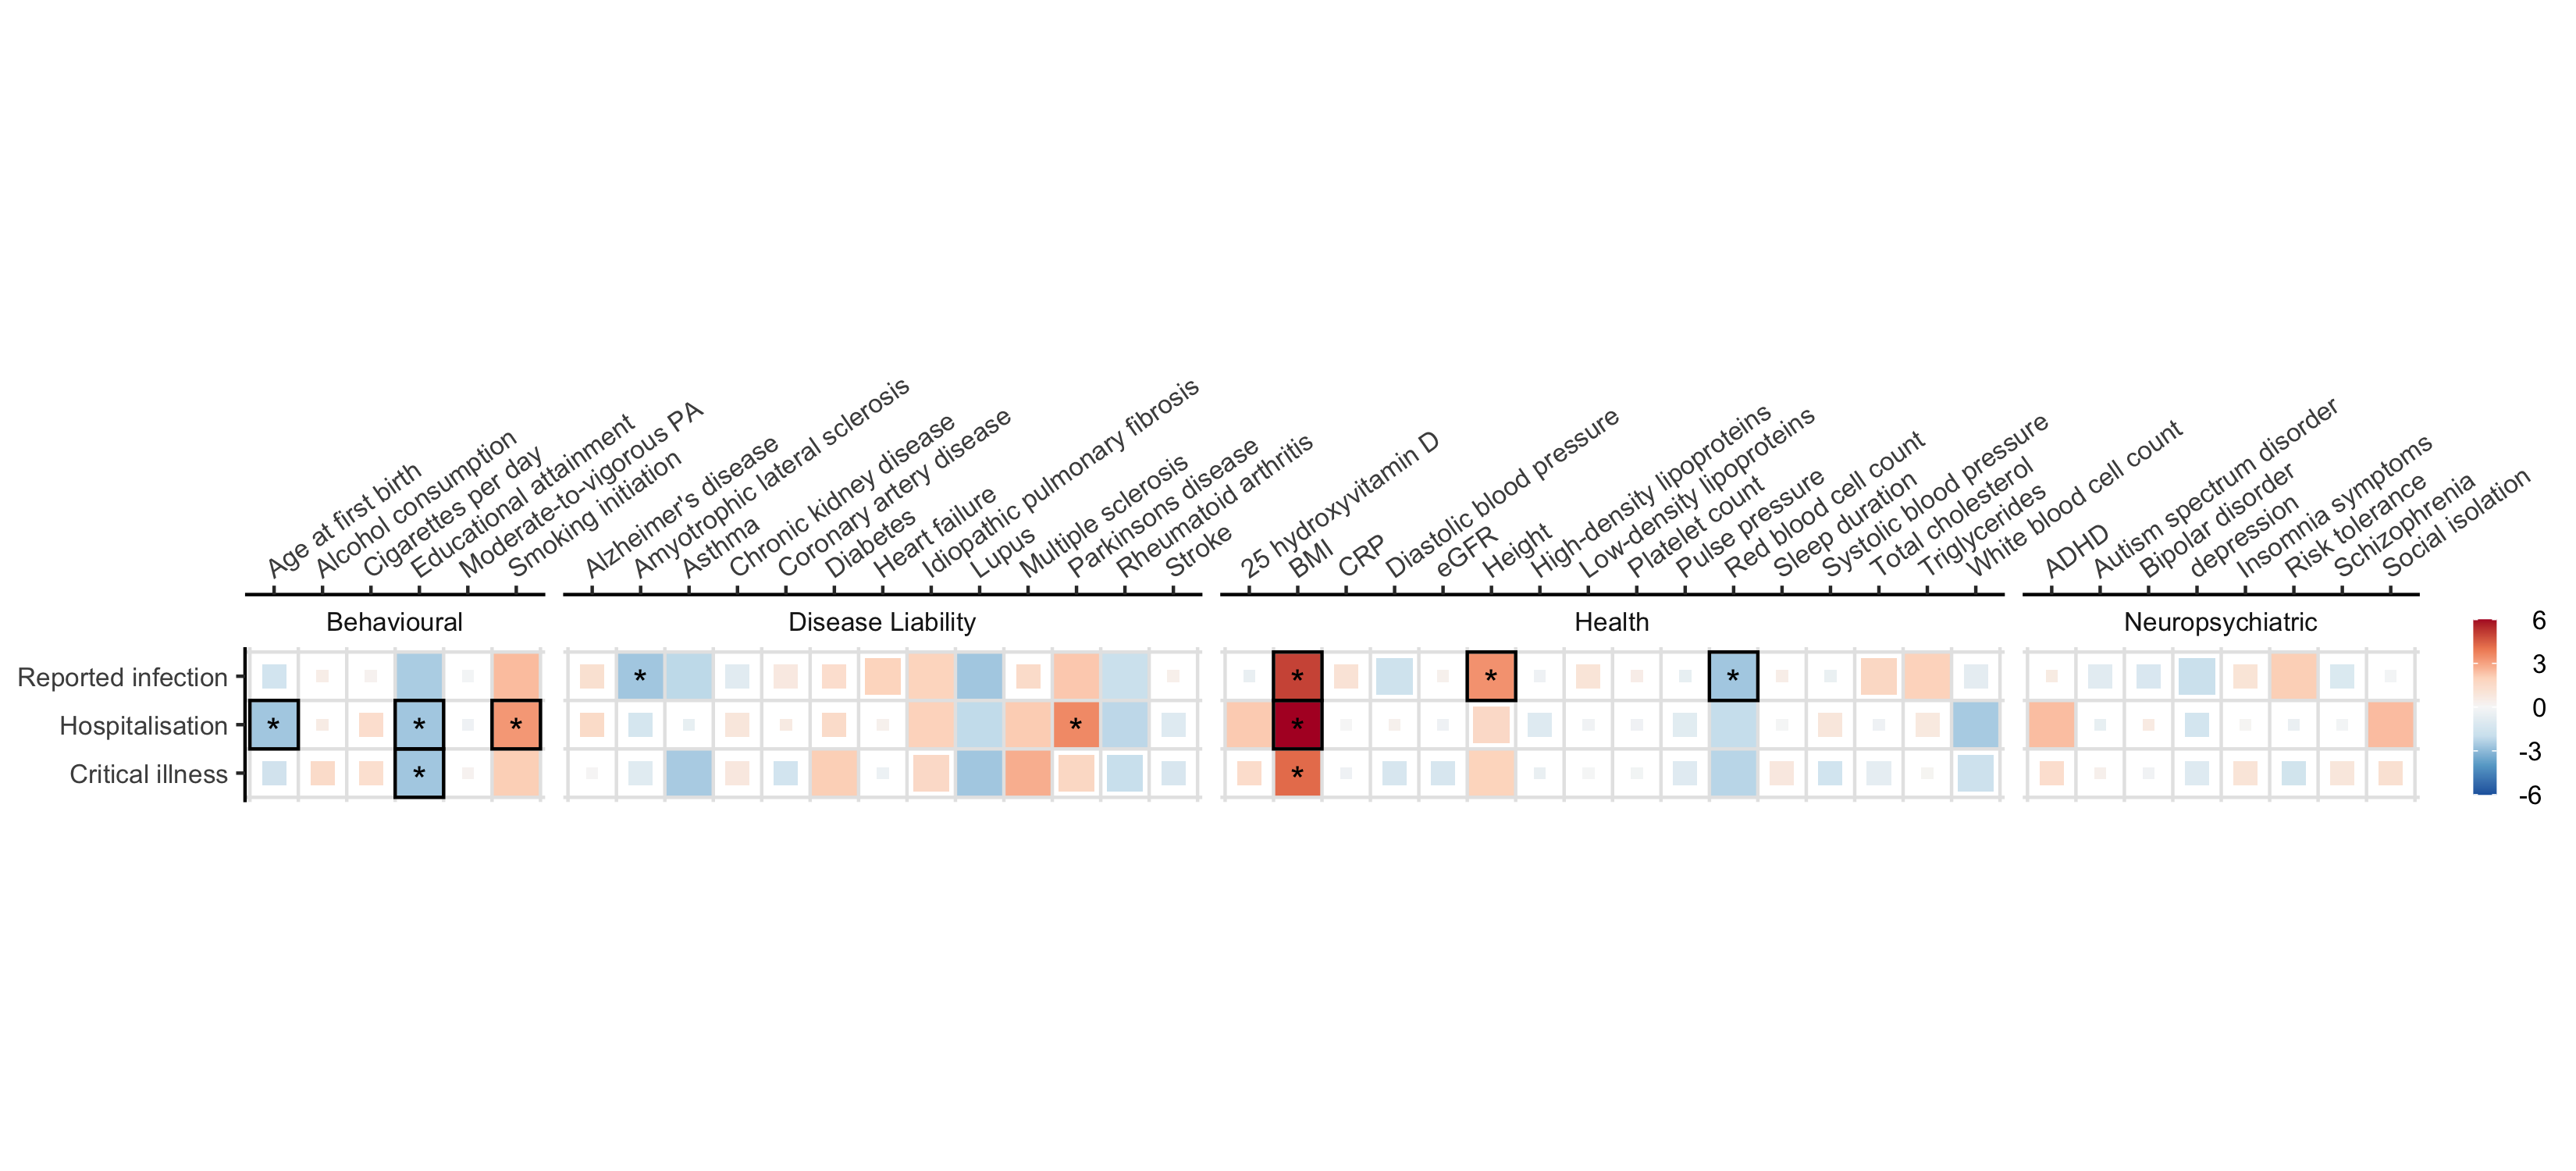 Age at first birth
Alcohol consumption
Cigarettes per day
Educational attainment
Moderate-to-vigorous PA
Smoking initiation
Alzheimer's disease
Amyotrophic lateral sclerosis
Asthma
Chronic kidney disease
Coronary artery disease
Diabetes
Heart failure
Idiopathic pulmonary fibrosis
Lupus
Multiple sclerosis
Parkinsons disease
Rheumatoid arthritis
Stroke
25 hydroxyvitamin D
BMI
CRP
Diastolic blood pressure
eGFR
Height
High-density lipoproteins
Low-density lipoproteins
Platelet count
Pulse pressure
Red blood cell count
Sleep duration
Systolic blood pressure
Total cholesterol
Triglycerides
White blood cell count
ADHD
Autism spectrum disorder
Bipolar disorder
depression
Insomnia symptoms
Risk tolerance
Schizophrenia
Social isolation
Behavioural
Disease Liability
Health
Neuropsychiatric
Reported infection
* * * *
Hospitalisation
* * * * *
Critical illness
* *
6
3
0
-3
-6